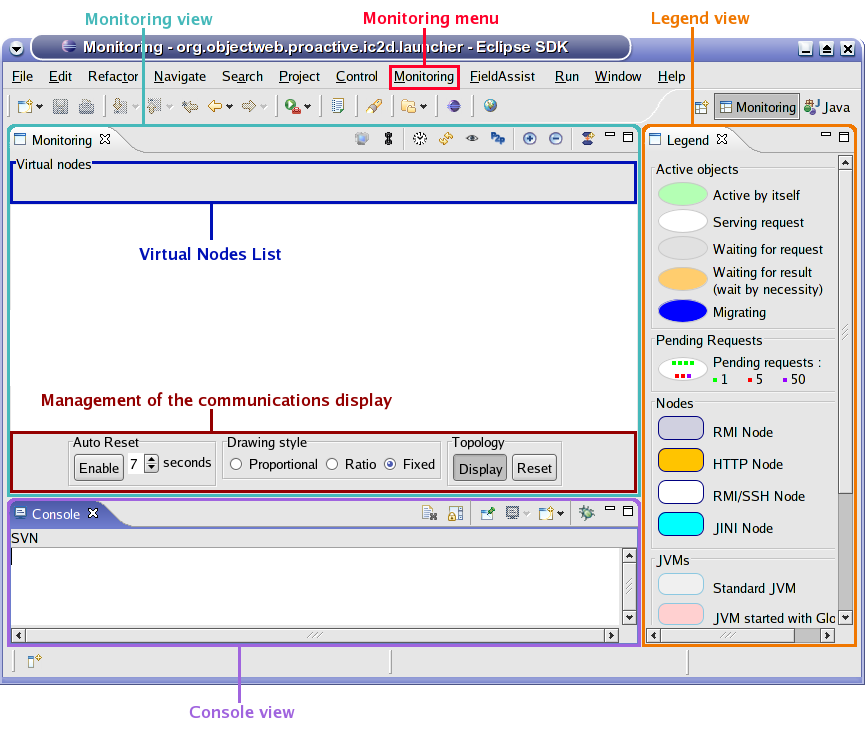 Monitoring view
Monitoring menu
Legend view
Monitoring - org.objectweb.proactive.ic2d.launcher - Eclipse SDK
File Edit Refactor Navigate Search Project Control Monitoring FieldAssist Run Window Help
Monitoring Java
Monitoring
P2P
Virtual nodes
Virtual Nodes List
Management of the communications display
Auto Reset
Enable 7 seconds
Drawing style
Proportional Ratio Fixed
Topology
Display Reset
Console
SVN
Console view
Legend
Active objects
Active by itself
Serving request
Waiting for request
Waiting for result
(wait by necessity)
Migrating
Pending Requests
Pending requests :
1 5 50
Nodes
RMI Node
HTTP Node
RMI/SSH Node
JINI Node
JVMs
Standard JVM
JVM started with Glo